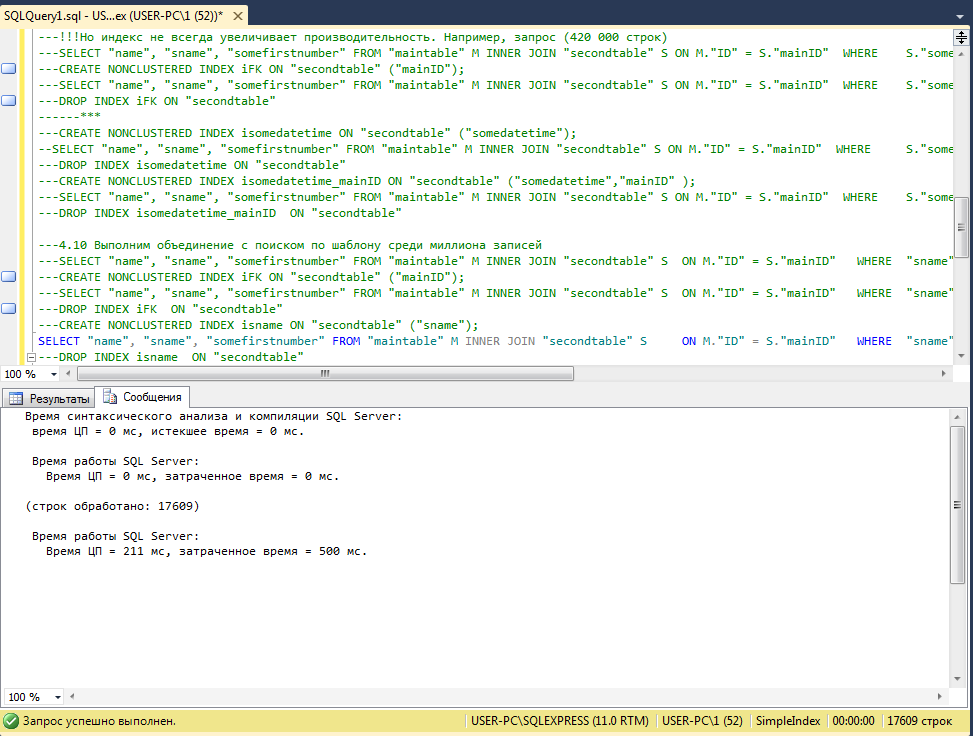 SQLQuery1.sql - US...ex (USER-PC\1 (52))*
---!!!Но индекс не всегда увеличивает производительность. Например, запрос (420 000 строк)
---SELECT "name", "sname", "somefirstnumber" FROM "maintable" M INNER JOIN "secondtable" S ON M."ID" = S."mainID" WHERE S."some
---CREATE NONCLUSTERED INDEX iFK ON "secondtable" ("mainID");
---SELECT "name", "sname", "somefirstnumber" FROM "maintable" M INNER JOIN "secondtable" S ON M."ID" = S."mainID" WHERE S."some
---DROP INDEX iFK ON "secondtable"
------***
---CREATE NONCLUSTERED INDEX isomedatetime ON "secondtable" ("somedatetime");
--SELECT "name", "sname", "somefirstnumber" FROM "maintable" M INNER JOIN "secondtable" S ON M."ID" = S."mainID" WHERE S."some
---DROP INDEX isomedatetime ON "secondtable"
---CREATE NONCLUSTERED INDEX isomedatetime_mainID ON "secondtable" ("somedatetime","mainID" );
---SELECT "name", "sname", "somefirstnumber" FROM "maintable" M INNER JOIN "secondtable" S ON M."ID" = S."mainID" WHERE S."some
---DROP INDEX isomedatetime_mainID ON "secondtable"
---4.10 Выполним объединение с поиском по шаблону среди миллиона записей
---SELECT "name", "sname", "somefirstnumber" FROM "maintable" M INNER JOIN "secondtable" S ON M."ID" = S."mainID" WHERE "sname"
---CREATE NONCLUSTERED INDEX iFK ON "secondtable" ("mainID");
---SELECT "name", "sname", "somefirstnumber" FROM "maintable" M INNER JOIN "secondtable" S ON M."ID" = S."mainID" WHERE "sname"
---DROP INDEX iFK ON "secondtable"
---CREATE NONCLUSTERED INDEX isname ON "secondtable" ("sname");
SELECT "name", "sname", "somefirstnumber" FROM "maintable" M INNER JOIN "secondtable" S ON M."ID" = S."mainID" WHERE "sname"
---DROP INDEX isname ON "secondtable"
100 %
Результаты Сообщения
Время синтаксического анализа и компиляции SQL Server:
время ЦП = 0 мс, истекшее время = 0 мс.
Время работы SQL Server:
Время ЦП = 0 мс, затраченное время = 0 мс.
(строк обработано: 17609)
Время работы SQL Server:
Время ЦП = 211 мс, затраченное время = 500 мс.
100 %
Запрос успешно выполнен. USER-PC\SQLEXPRESS (11.0 RTM) USER-PC\1 (52) SimpleIndex 00:00:00 17609 строк